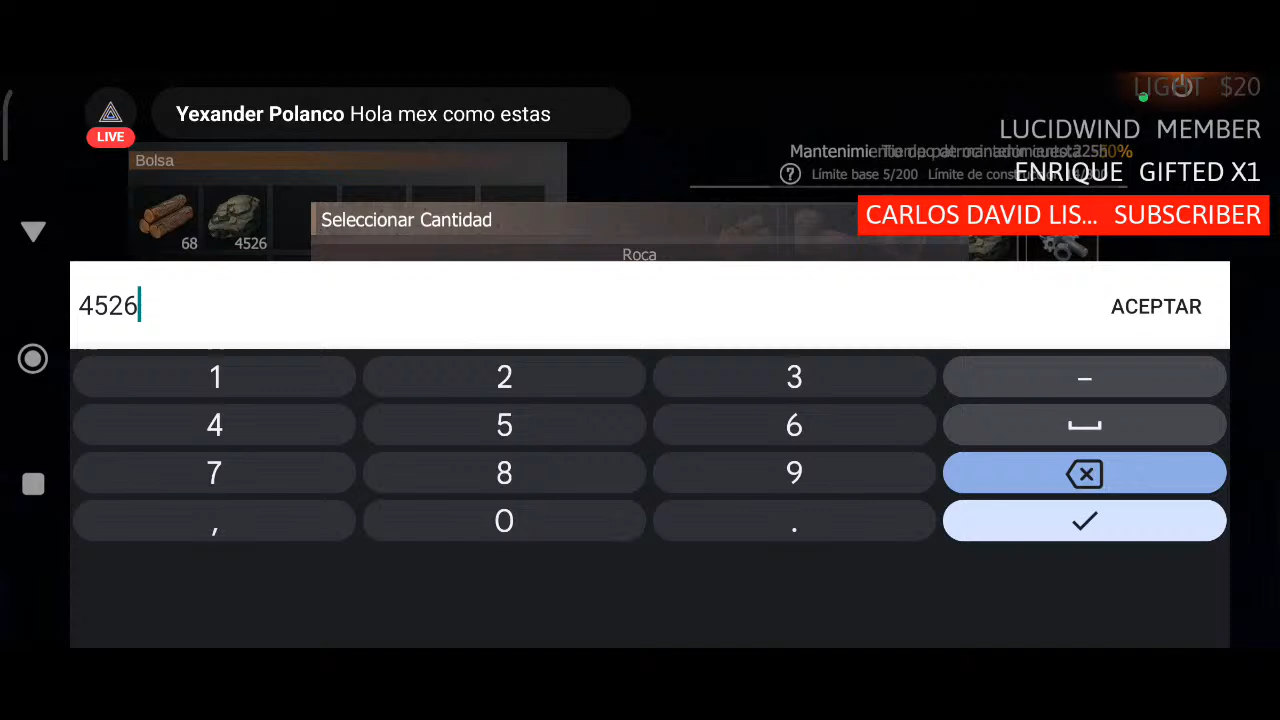 LIGHT $20
Yexander Polanco Hola mex como estas
LIVE
LUCIDWIND MEMBER
Bolsa
ENRIQUE GIFTED X1
Límite base 5/200
68
4526
Seleccionar Cantidad
CARLOS DAVID LIS... SUBSCRIBER
Roca
4526
ACEPTAR
1 2 3 –
4 5 6
7 8 9
, 0 .